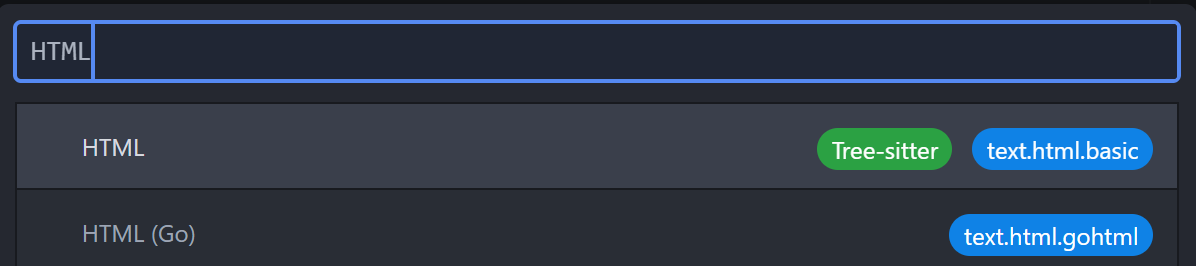 HTML
HTML Tree-sitter text.html.basic
HTML (Go) text.html.gohtml